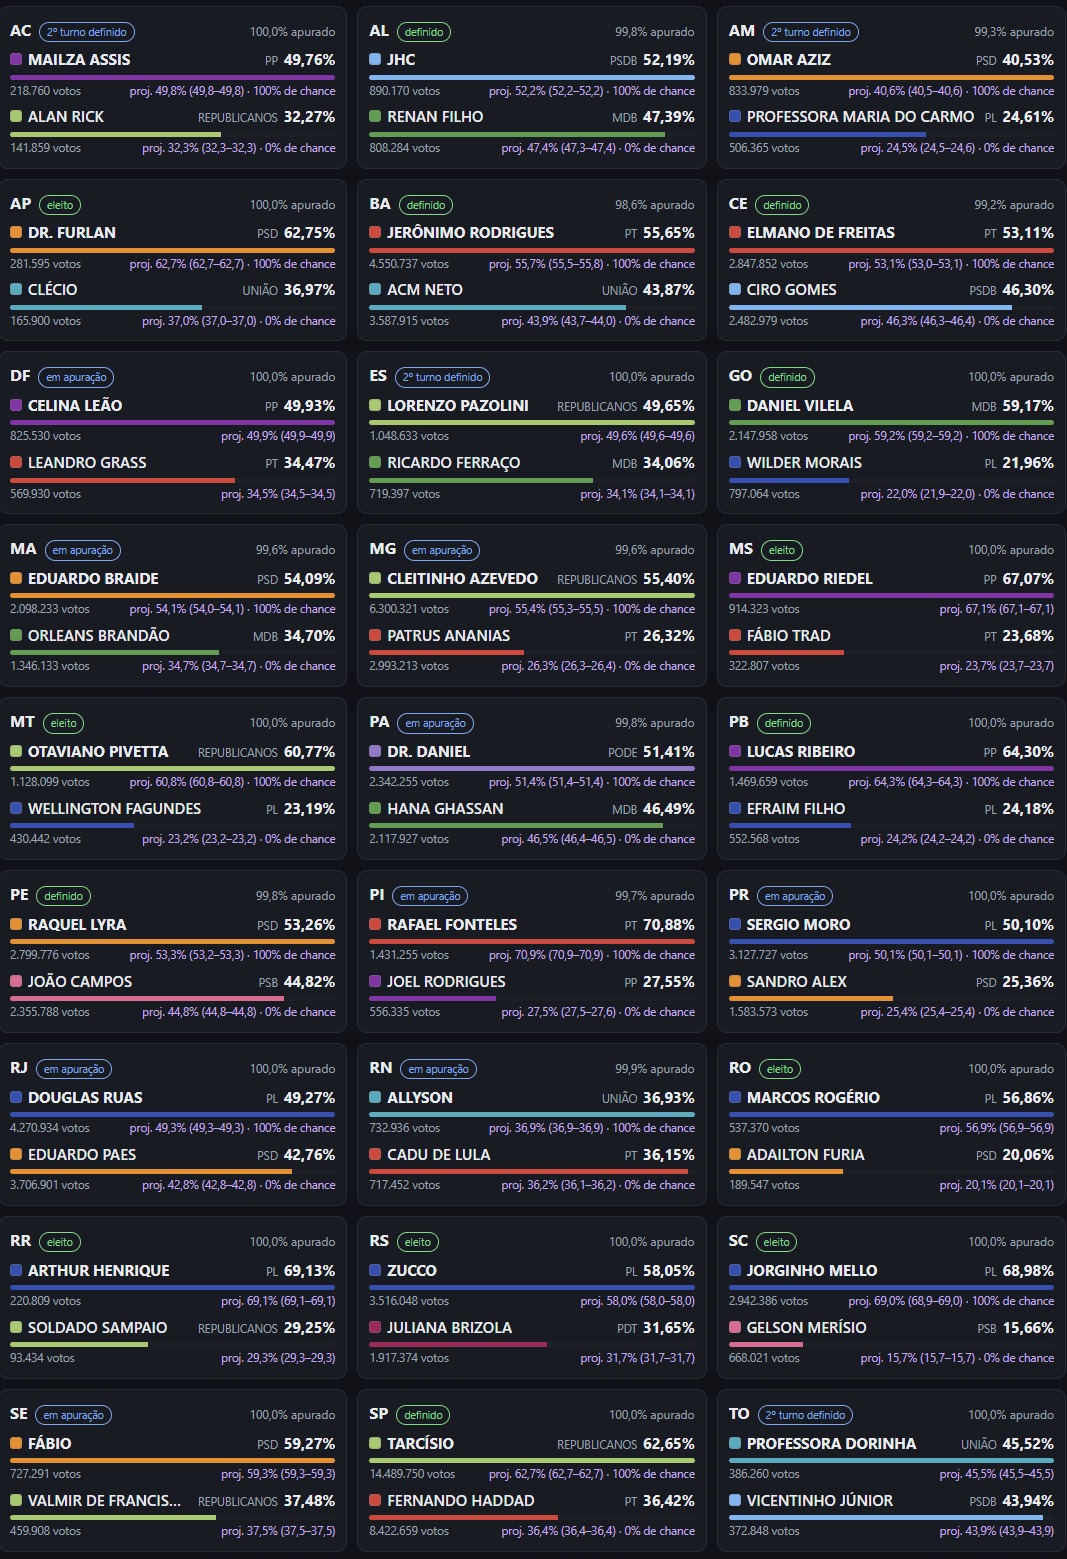 AC 2º turno definido 100,0% apurado
MAILZA ASSIS PP 49,76%
218.760 votos proj. 49,8% (49,8–49,8) · 100% de chance
ALAN RICK REPUBLICANOS 32,27%
141.859 votos proj. 32,3% (32,3–32,3) · 0% de chance
AL definido 99,8% apurado
JHC PSDB 52,19%
890.170 votos proj. 52,2% (52,2–52,2) · 100% de chance
RENAN FILHO MDB 47,39%
808.284 votos proj. 47,4% (47,3–47,4) · 0% de chance
AM 2º turno definido 99,3% apurado
OMAR AZIZ PSD 40,53%
833.979 votos proj. 40,6% (40,5–40,6) · 100% de chance
PROFESSORA MARIA DO CARMO PL 24,61%
506.365 votos proj. 24,5% (24,5–24,6) · 0% de chance
AP eleito 100,0% apurado
DR. FURLAN PSD 62,75%
281.595 votos proj. 62,7% (62,7–62,7) · 100% de chance
CLÉCIO UNIÃO 36,97%
165.900 votos proj. 37,0% (37,0–37,0) · 0% de chance
BA definido 98,6% apurado
JERÔNIMO RODRIGUES PT 55,65%
4.550.737 votos proj. 55,7% (55,5–55,8) · 100% de chance
ACM NETO UNIÃO 43,87%
3.587.915 votos proj. 43,9% (43,7–44,0) · 0% de chance
CE definido 99,2% apurado
ELMANO DE FREITAS PT 53,11%
2.847.852 votos proj. 53,1% (53,0–53,1) · 100% de chance
CIRO GOMES PSDB 46,30%
2.482.979 votos proj. 46,3% (46,3–46,4) · 0% de chance
DF em apuração 100,0% apurado
CELINA LEÃO PP 49,93%
825.530 votos proj. 49,9% (49,9–49,9)
LEANDRO GRASS PT 34,47%
569.930 votos proj. 34,5% (34,5–34,5)
ES 2º turno definido 100,0% apurado
LORENZO PAZOLINI REPUBLICANOS 49,65%
1.048.633 votos proj. 49,6% (49,6–49,6)
RICARDO FERRAÇO MDB 34,06%
719.397 votos proj. 34,1% (34,1–34,1)
GO definido 100,0% apurado
DANIEL VILELA MDB 59,17%
2.147.958 votos proj. 59,2% (59,2–59,2) · 100% de chance
WILDER MORAIS PL 21,96%
797.064 votos proj. 22,0% (21,9–22,0) · 0% de chance
MA em apuração 99,6% apurado
EDUARDO BRAIDE PSD 54,09%
2.098.233 votos proj. 54,1% (54,0–54,1) · 100% de chance
ORLEANS BRANDÃO MDB 34,70%
1.346.133 votos proj. 34,7% (34,7–34,7) · 0% de chance
MG em apuração 99,6% apurado
CLEITINHO AZEVEDO REPUBLICANOS 55,40%
6.300.321 votos proj. 55,4% (55,3–55,5) · 100% de chance
PATRUS ANANIAS PT 26,32%
2.993.213 votos proj. 26,3% (26,3–26,4) · 0% de chance
MS eleito 100,0% apurado
EDUARDO RIEDEL PP 67,07%
914.323 votos proj. 67,1% (67,1–67,1)
FÁBIO TRAD PT 23,68%
322.807 votos proj. 23,7% (23,7–23,7)
MT eleito 100,0% apurado
OTAVIANO PIVETTA REPUBLICANOS 60,77%
1.128.099 votos proj. 60,8% (60,8–60,8) · 100% de chance
WELLINGTON FAGUNDES PL 23,19%
430.442 votos proj. 23,2% (23,2–23,2) · 0% de chance
PA em apuração 99,8% apurado
DR. DANIEL PODE 51,41%
2.342.255 votos proj. 51,4% (51,4–51,4) · 100% de chance
HANA GHASSAN MDB 46,49%
2.117.927 votos proj. 46,5% (46,4–46,5) · 0% de chance
PB definido 100,0% apurado
LUCAS RIBEIRO PP 64,30%
1.469.659 votos proj. 64,3% (64,3–64,3) · 100% de chance
EFRAIM FILHO PL 24,18%
552.568 votos proj. 24,2% (24,2–24,2) · 0% de chance
PE definido 99,8% apurado
RAQUEL LYRA PSD 53,26%
2.799.776 votos proj. 53,3% (53,2–53,3) · 100% de chance
JOÃO CAMPOS PSB 44,82%
2.355.788 votos proj. 44,8% (44,8–44,8) · 0% de chance
PI em apuração 99,7% apurado
RAFAEL FONTELES PT 70,88%
1.431.255 votos proj. 70,9% (70,9–70,9) · 100% de chance
JOEL RODRIGUES PP 27,55%
556.335 votos proj. 27,5% (27,5–27,6) · 0% de chance
PR em apuração 100,0% apurado
SERGIO MORO PL 50,10%
3.127.727 votos proj. 50,1% (50,1–50,1) · 100% de chance
SANDRO ALEX PSD 25,36%
1.583.573 votos proj. 25,4% (25,4–25,4) · 0% de chance
RJ em apuração 100,0% apurado
DOUGLAS RUAS PL 49,27%
4.270.934 votos proj. 49,3% (49,3–49,3) · 100% de chance
EDUARDO PAES PSD 42,76%
3.706.901 votos proj. 42,8% (42,8–42,8) · 0% de chance
RN em apuração 99,9% apurado
ALLYSON UNIÃO 36,93%
732.936 votos proj. 36,9% (36,9–36,9) · 100% de chance
CADU DE LULA PT 36,15%
717.452 votos proj. 36,2% (36,1–36,2) · 0% de chance
RO eleito 100,0% apurado
MARCOS ROGÉRIO PL 56,86%
537.370 votos proj. 56,9% (56,9–56,9)
ADAILTON FURIA PSD 20,06%
189.547 votos proj. 20,1% (20,1–20,1)
RR eleito 100,0% apurado
ARTHUR HENRIQUE PL 69,13%
220.809 votos proj. 69,1% (69,1–69,1)
SOLDADO SAMPAIO REPUBLICANOS 29,25%
93.434 votos proj. 29,3% (29,3–29,3)
RS eleito 100,0% apurado
ZUCCO PL 58,05%
3.516.048 votos proj. 58,0% (58,0–58,0)
JULIANA BRIZOLA PDT 31,65%
1.917.374 votos proj. 31,7% (31,7–31,7)
SC eleito 100,0% apurado
JORGINHO MELLO PL 68,98%
2.942.386 votos proj. 69,0% (68,9–69,0) · 100% de chance
GELSON MERÍSIO PSB 15,66%
668.021 votos proj. 15,7% (15,7–15,7) · 0% de chance
SE em apuração 100,0% apurado
FÁBIO PSD 59,27%
727.291 votos proj. 59,3% (59,3–59,3)
VALMIR DE FRANCIS... REPUBLICANOS 37,48%
459.908 votos proj. 37,5% (37,5–37,5)
SP definido 100,0% apurado
TARCÍSIO REPUBLICANOS 62,65%
14.489.750 votos proj. 62,7% (62,7–62,7) · 100% de chance
FERNANDO HADDAD PT 36,42%
8.422.659 votos proj. 36,4% (36,4–36,4) · 0% de chance
TO 2º turno definido 100,0% apurado
PROFESSORA DORINHA UNIÃO 45,52%
386.260 votos proj. 45,5% (45,5–45,5)
VICENTINHO JÚNIOR PSDB 43,94%
372.848 votos proj. 43,9% (43,9–43,9)